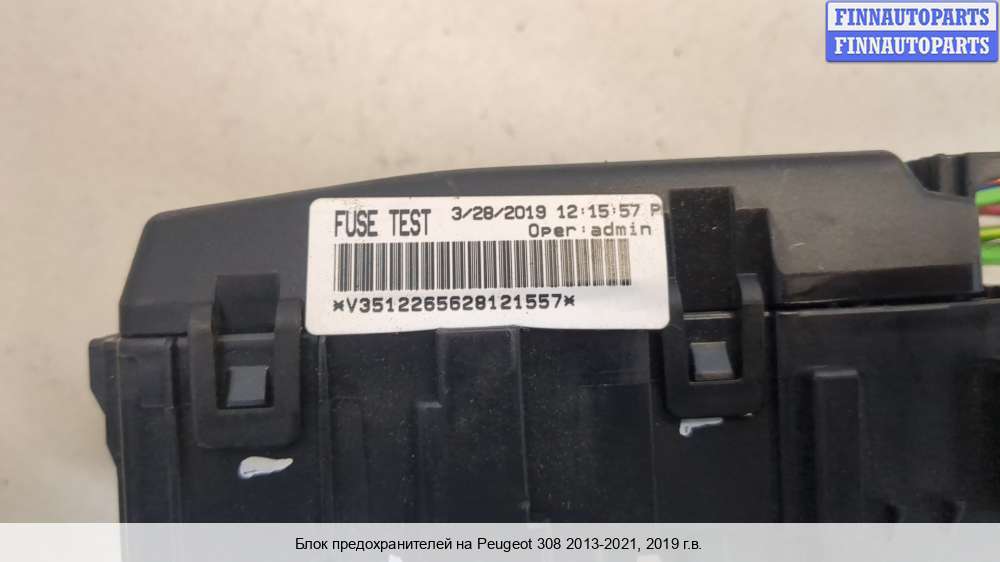 FINNAUTOPARTS
FINNAUTOPARTS
FUSE TEST 3/28/2019 12:15:57 P
Oper:admin
*V3512265628121557*
Блок предохранителей на Peugeot 308 2013-2021, 2019 г.в.